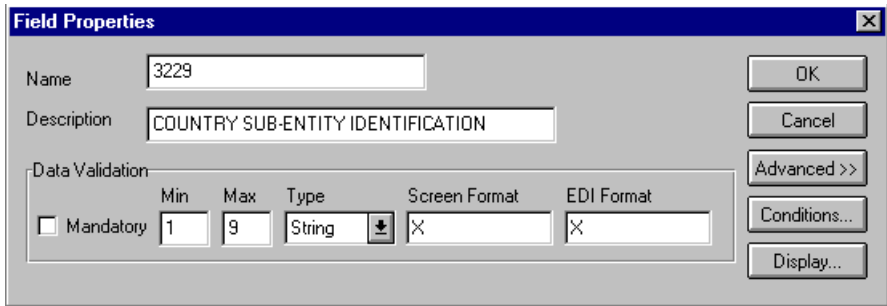 Field Properties
Name 3229 OK
Description COUNTRY SUB-ENTITY IDENTIFICATION Cancel
Data Validation Advanced >>
Min Max Type Screen Format EDI Format
Mandatory 1 9 String X X Conditions...
Display...